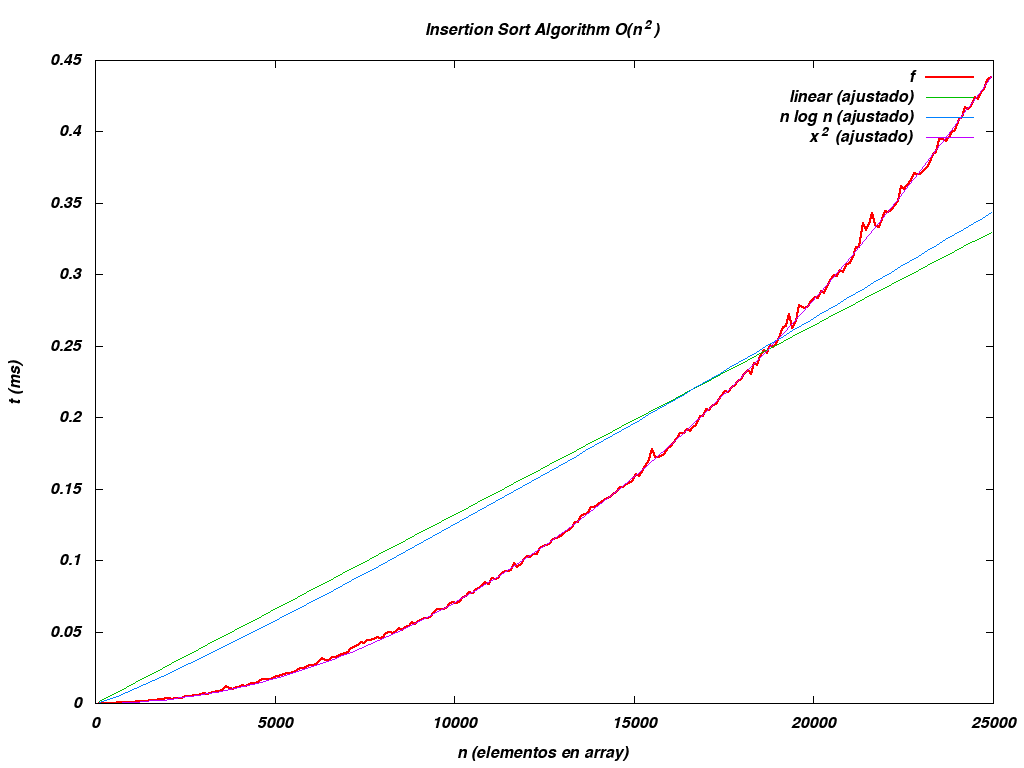 Insertion Sort Algorithm O(n²)
0.45
0.4
0.35
0.3
0.25
0.2
0.15
0.1
0.05
0
t (ms)
f
linear (ajustado)
n log n (ajustado)
x² (ajustado)
0 5000 10000 15000 20000 25000
n (elementos en array)